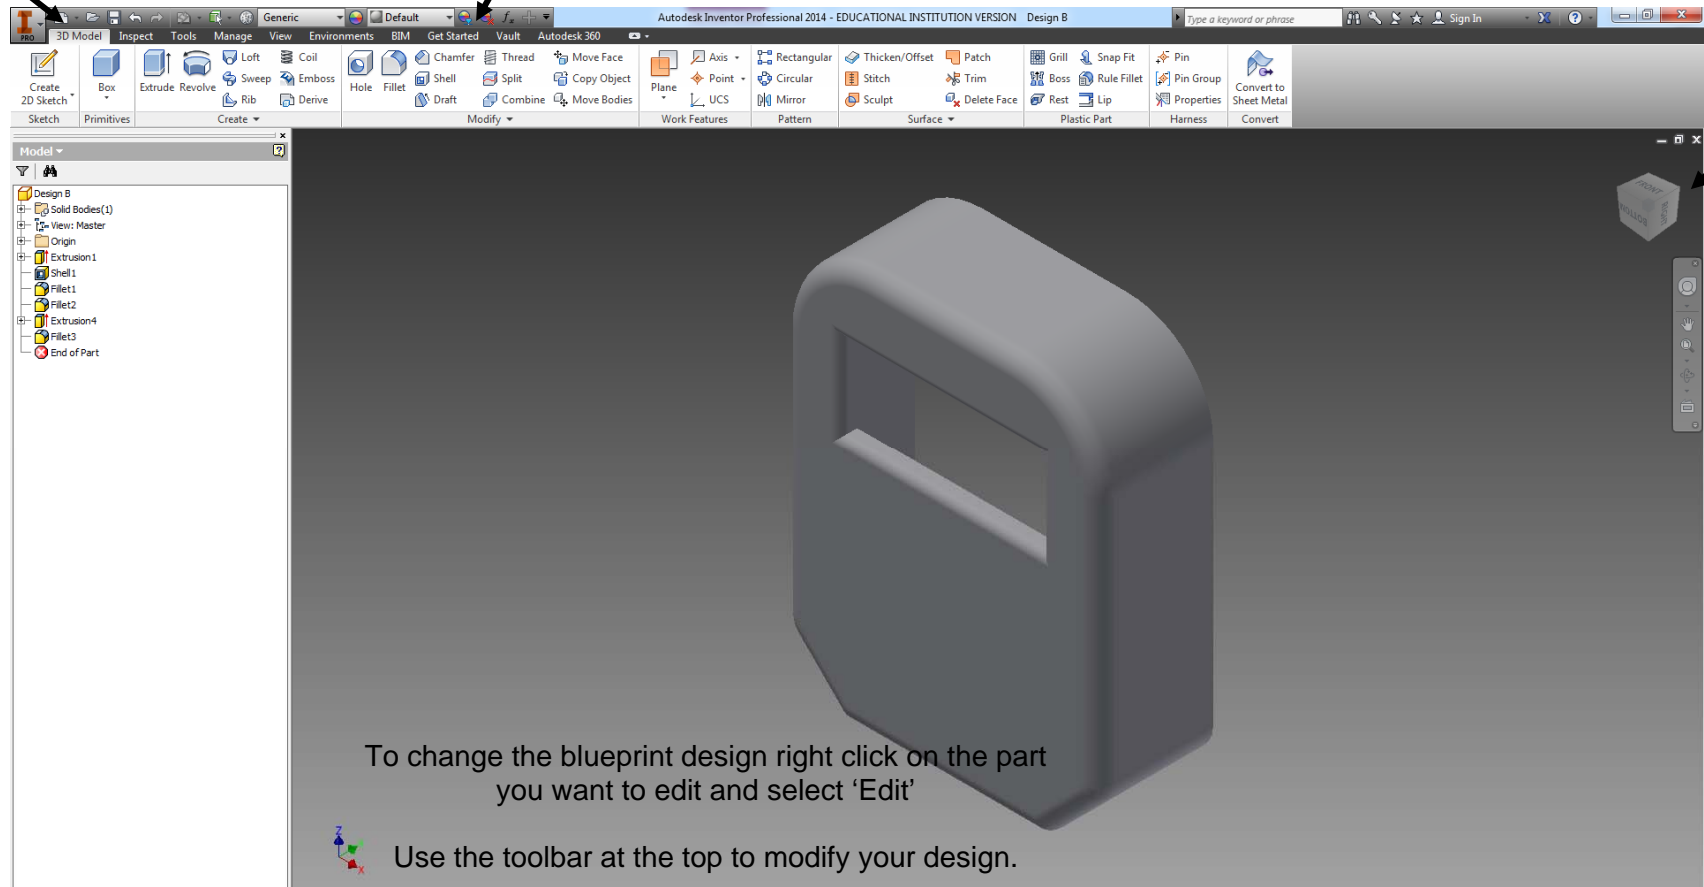 Generic Default Autodesk Inventor Professional 2014 - EDUCATIONAL INSTITUTION VERSION Design B Type a keyword or phrase Sign In
PRO 3D Model Inspect Tools Manage View Environments BIM Get Started Vault Autodesk 360
Loft Coil Chamfer Thread Move Face Axis Rectangular Thicken/Offset Patch Grill Snap Fit Pin
Create 2D Sketch Box Extrude Revolve Sweep Emboss Hole Fillet Shell Split Copy Object Plane Point Circular Stitch Trim Boss Rule Fillet Pin Group Convert to Sheet Metal
Rib Derive Draft Combine Move Bodies UCS Mirror Sculpt Delete Face Rest Lip Properties
Sketch Primitives Create Modify Work Features Pattern Surface Plastic Part Harness Convert
Model
Design B
Solid Bodies(1)
View: Master
Origin
Extrusion1
Shell1
Fillet1
Fillet2
Extrusion4
Fillet3
End of Part
FRONT
BOTTOM
RIGHT
To change the blueprint design right click on the part
you want to edit and select ‘Edit’
Z
X
Use the toolbar at the top to modify your design.